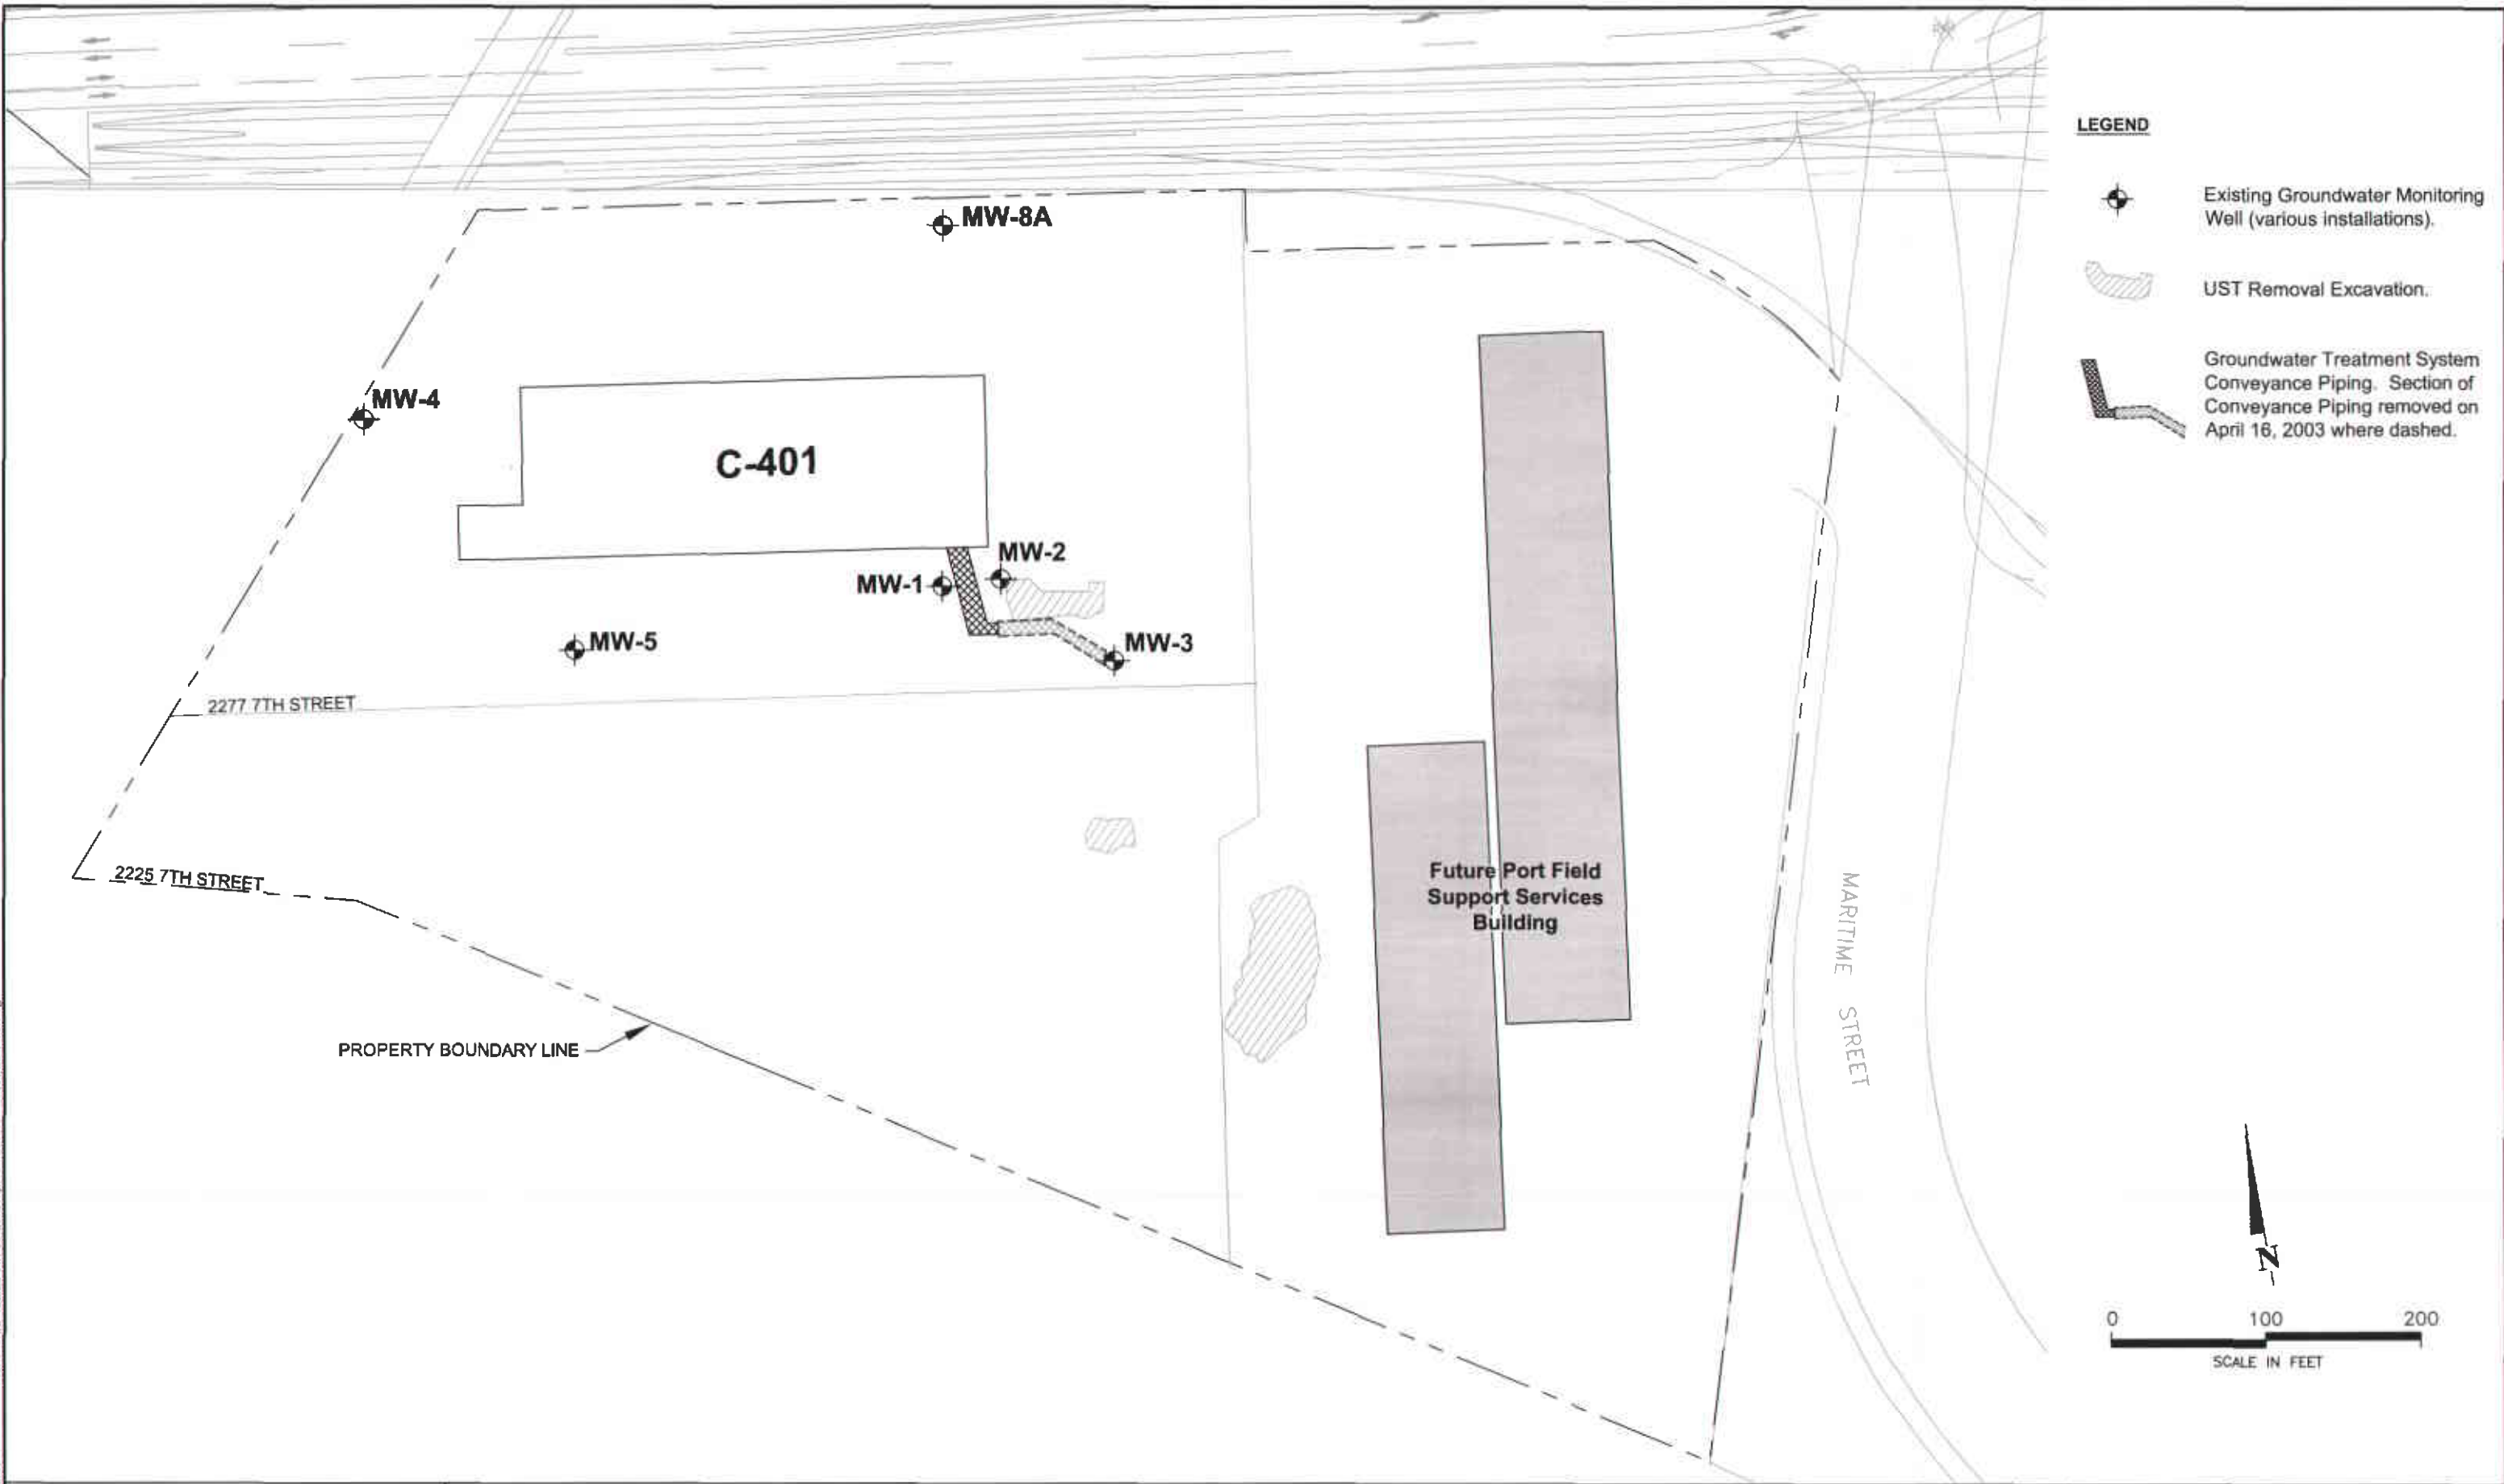 LEGEND
Existing Groundwater Monitoring
Well (various installations).
UST Removal Excavation.
Groundwater Treatment System
Conveyance Piping. Section of
Conveyance Piping removed on
April 16, 2003 where dashed.
MW-8A
MW-4
C-401
MW-2
MW-1
MW-5
MW-3
2277 7TH STREET
2225 7TH STREET
Future Port Field
Support Services
Building
MARITIME STREET
PROPERTY BOUNDARY LINE
N
0 100 200
SCALE IN FEET